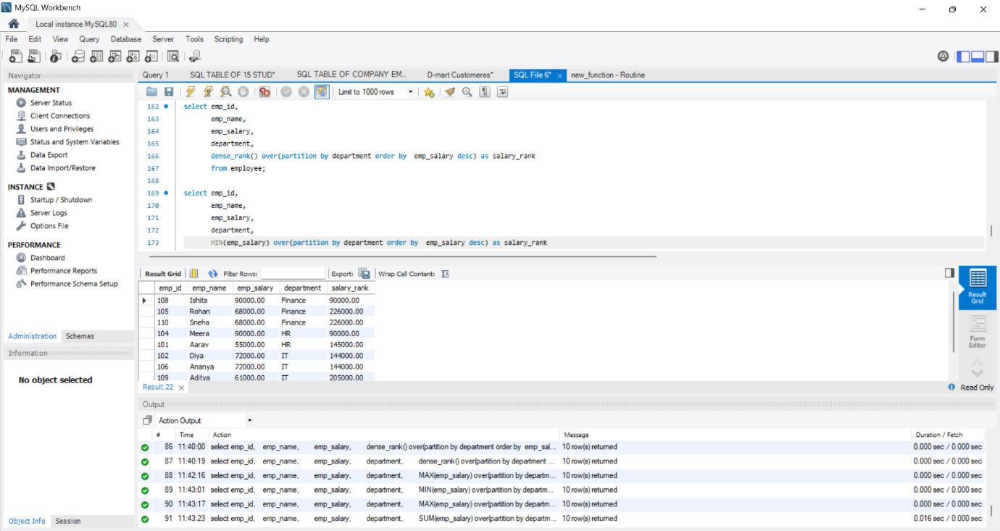 MySQL Workbench
Local instance MySQL80
File Edit View Query Database Server Tools Scripting Help
Navigator
MANAGEMENT
Server Status
Client Connections
Users and Privileges
Status and System Variables
Data Export
Data Import/Restore
INSTANCE
Startup / Shutdown
Server Logs
Options File
PERFORMANCE
Dashboard
Performance Reports
Performance Schema Setup
Administration Schemas
Information
No object selected
Object Info Session
Query 1 SQL TABLE OF 15 STUD* SQL TABLE OF COMPANY EM... D-mart Customeres* SQL File 6* new_function - Routine
Limit to 1000 rows
162 select emp_id,
163 emp_name,
164 emp_salary,
165 department,
166 dense_rank() over(partition by department order by emp_salary desc) as salary_rank
167 from employee;
168
169 select emp_id,
170 emp_name,
171 emp_salary,
172 department,
173 MIN(emp_salary) over(partition by department order by emp_salary desc) as salary_rank
Result Grid Filter Rows: Export: Wrap Cell Content:
emp_id emp_name emp_salary department salary_rank
108 Ishita 90000.00 Finance 90000.00
105 Rohan 68000.00 Finance 226000.00
110 Sneha 68000.00 Finance 226000.00
104 Meera 90000.00 HR 90000.00
101 Aarav 55000.00 HR 145000.00
102 Diya 72000.00 IT 144000.00
106 Ananya 72000.00 IT 144000.00
109 Aditya 61000.00 IT 205000.00
Result Grid
Form Editor
Result 22
Read Only
Output
Action Output
# Time Action Message Duration / Fetch
86 11:40:00 select emp_id, emp_name, emp_salary, dense_rank() over(partition by department order by emp_sal... 10 row(s) returned 0.000 sec / 0.000 sec
87 11:40:19 select emp_id, emp_name, emp_salary, department, dense_rank() over(partition by department ... 10 row(s) returned 0.000 sec / 0.000 sec
88 11:42:16 select emp_id, emp_name, emp_salary, department, MAX(emp_salary) over(partition by departm... 10 row(s) returned 0.000 sec / 0.000 sec
89 11:43:01 select emp_id, emp_name, emp_salary, department, MIN(emp_salary) over(partition by departm... 10 row(s) returned 0.000 sec / 0.000 sec
90 11:43:17 select emp_id, emp_name, emp_salary, department, MAX(emp_salary) over(partition by departm... 10 row(s) returned 0.000 sec / 0.000 sec
91 11:43:23 select emp_id, emp_name, emp_salary, department, SUM(emp_salary) over(partition by departm... 10 row(s) returned 0.016 sec / 0.000 sec